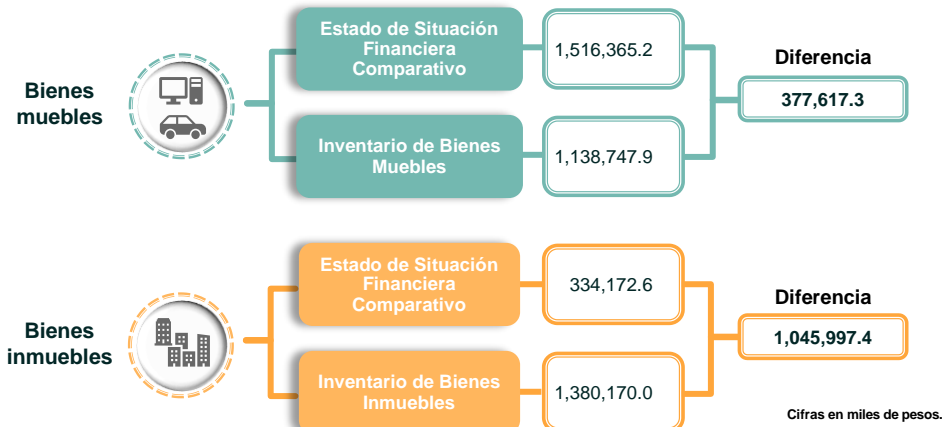 Bienes
muebles
Estado de Situación
Financiera
Comparativo
1,516,365.2
Inventario de Bienes
Muebles
1,138,747.9
Diferencia
377,617.3
Bienes
inmuebles
Estado de Situación
Financiera
Comparativo
334,172.6
Inventario de Bienes
Inmuebles
1,380,170.0
Diferencia
1,045,997.4
Cifras en miles de pesos.